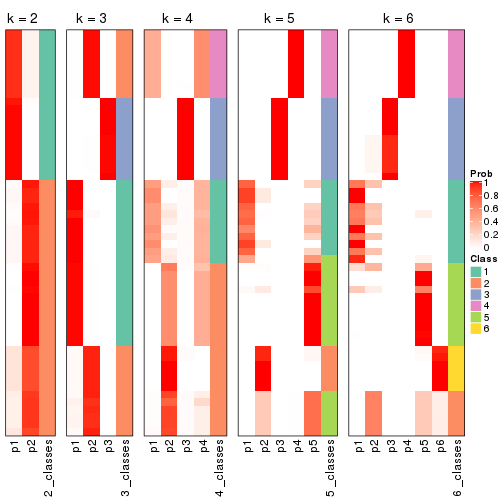 k = 2
k = 3
k = 4
k = 5
k = 6
Prob
1
0.8
0.6
0.4
0.2
0
Class
1
2
3
4
5
6
p1
p2
2_classes
p1
p2
p3
3_classes
p1
p2
p3
p4
4_classes
p1
p2
p3
p4
p5
5_classes
p1
p2
p3
p4
p5
p6
6_classes